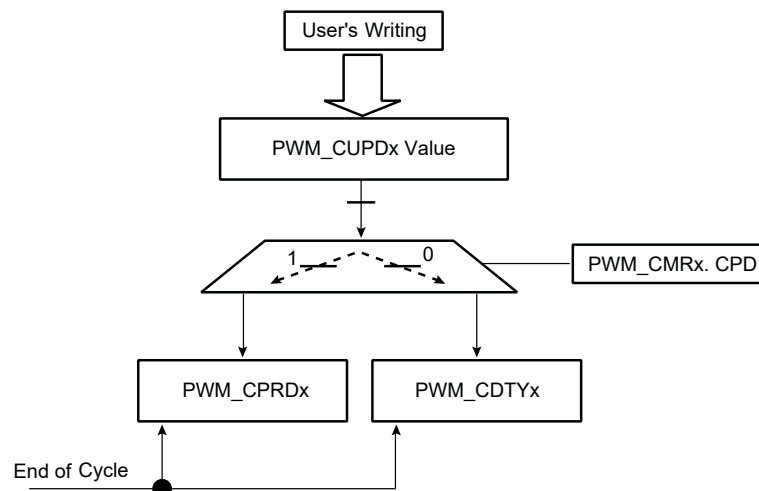 User's Writing
PWM_CUPDx Value
1
0
PWM_CMRx. CPD
PWM_CPRDx
PWM_CDTYx
End of Cycle